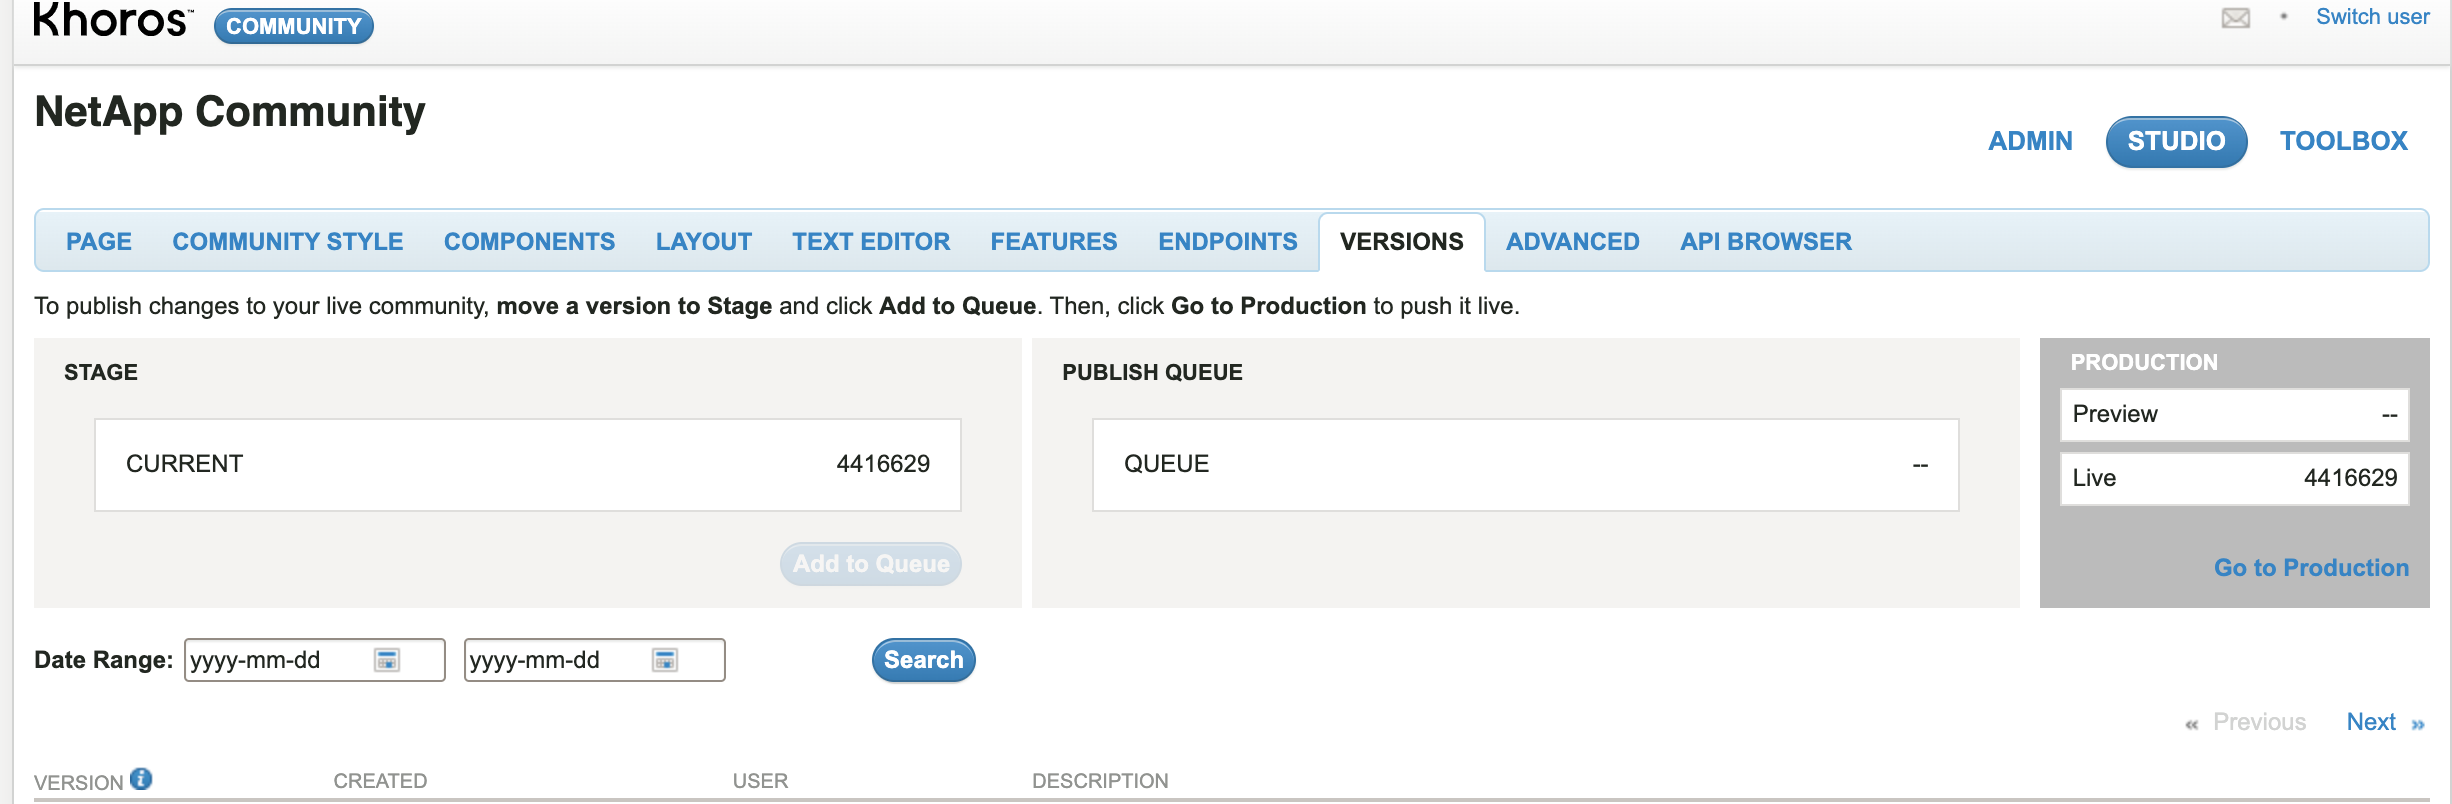 Khoros™ COMMUNITY Switch user
NetApp Community
ADMIN STUDIO TOOLBOX
PAGE COMMUNITY STYLE COMPONENTS LAYOUT TEXT EDITOR FEATURES ENDPOINTS VERSIONS ADVANCED API BROWSER
To publish changes to your live community, move a version to Stage and click Add to Queue. Then, click Go to Production to push it live.
STAGE
CURRENT 4416629
Add to Queue
PUBLISH QUEUE
QUEUE --
PRODUCTION
Preview --
Live 4416629
Go to Production
Date Range: yyyy-mm-dd yyyy-mm-dd Search
« Previous Next »
VERSION CREATED USER DESCRIPTION